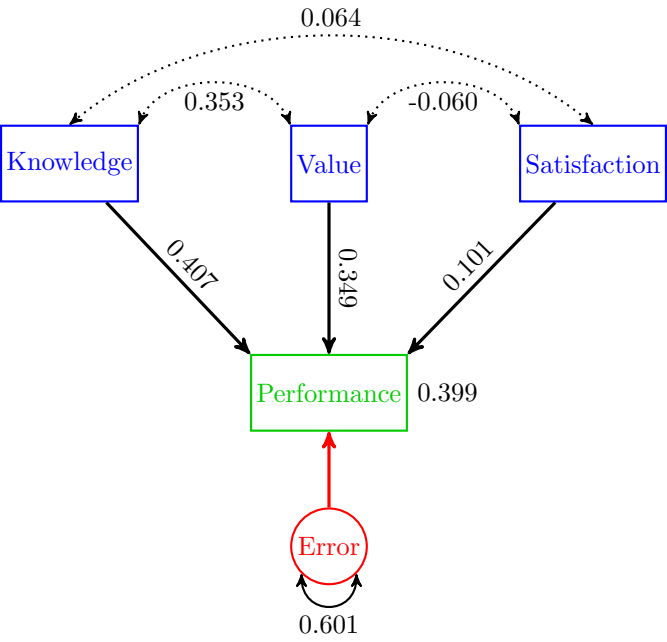 0.064
0.353
-0.060
Knowledge
Value
Satisfaction
0.407
0.349
0.101
Performance
0.399
Error
0.601